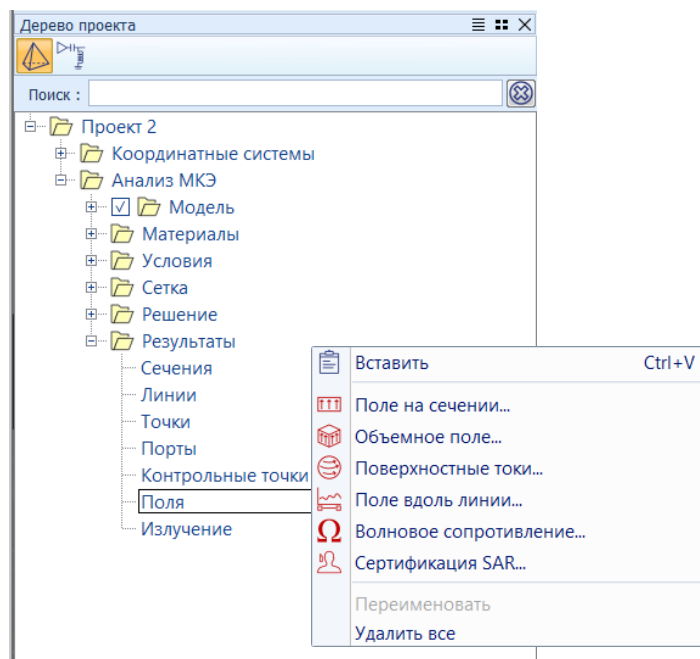 Дерево проекта
Поиск :
Проект 2
Координатные системы
Анализ МКЭ
Модель
Материалы
Условия
Сетка
Решение
Результаты
Сечения
Линии
Точки
Порты
Контрольные точки
Поля
Излучение
Вставить Ctrl+V
Поле на сечении...
Объемное поле...
Поверхностные токи...
Поле вдоль линии...
Волновое сопротивление...
Сертификация SAR...
Переименовать
Удалить все